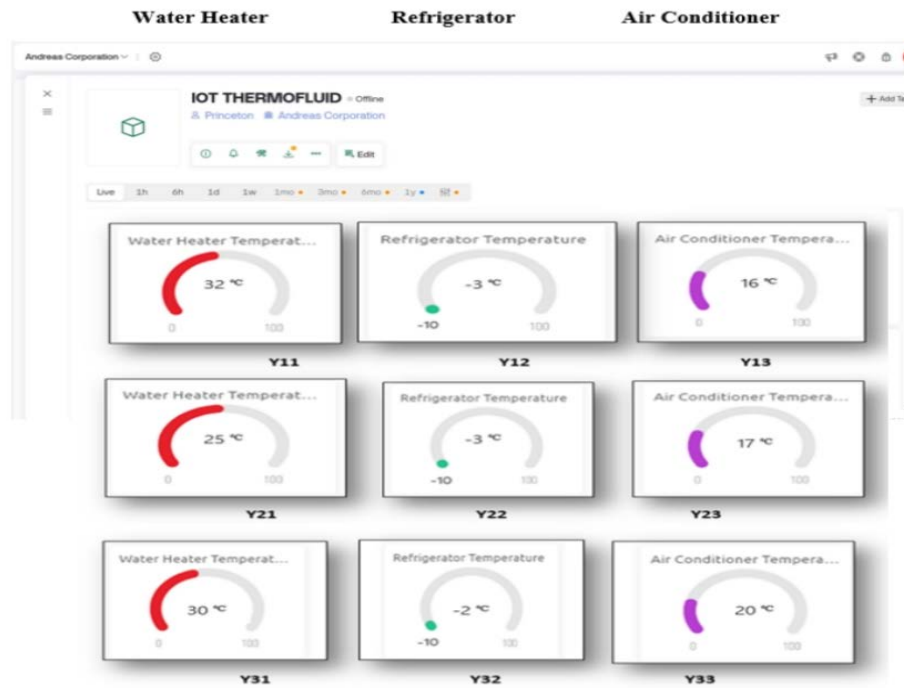 Water Heater Refrigerator Air Conditioner
Andreas Corporation
IOT THERMOFLUID Offline
Princeton Andreas Corporation
+ Add
Edit
Live 1h 6h 1d 1w 1mo 3mo 6mo 1y
Water Heater Temperat... Refrigerator Temperature Air Conditioner Tempera...
32 °C -3 °C 16 °C
0 100 -10 100 0 100
Y11 Y12 Y13
Water Heater Temperat... Refrigerator Temperature Air Conditioner Tempera...
25 °C -3 °C 17 °C
0 100 -10 100 0 100
Y21 Y22 Y23
Water Heater Temperat... Refrigerator Temperature Air Conditioner Tempera...
30 °C -2 °C 20 °C
0 100 -10 100 0 100
Y31 Y32 Y33